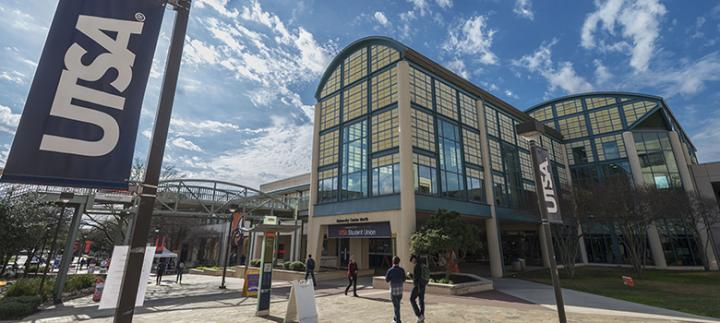 UTSA
University Center North
UTSA Student Union
UTSA